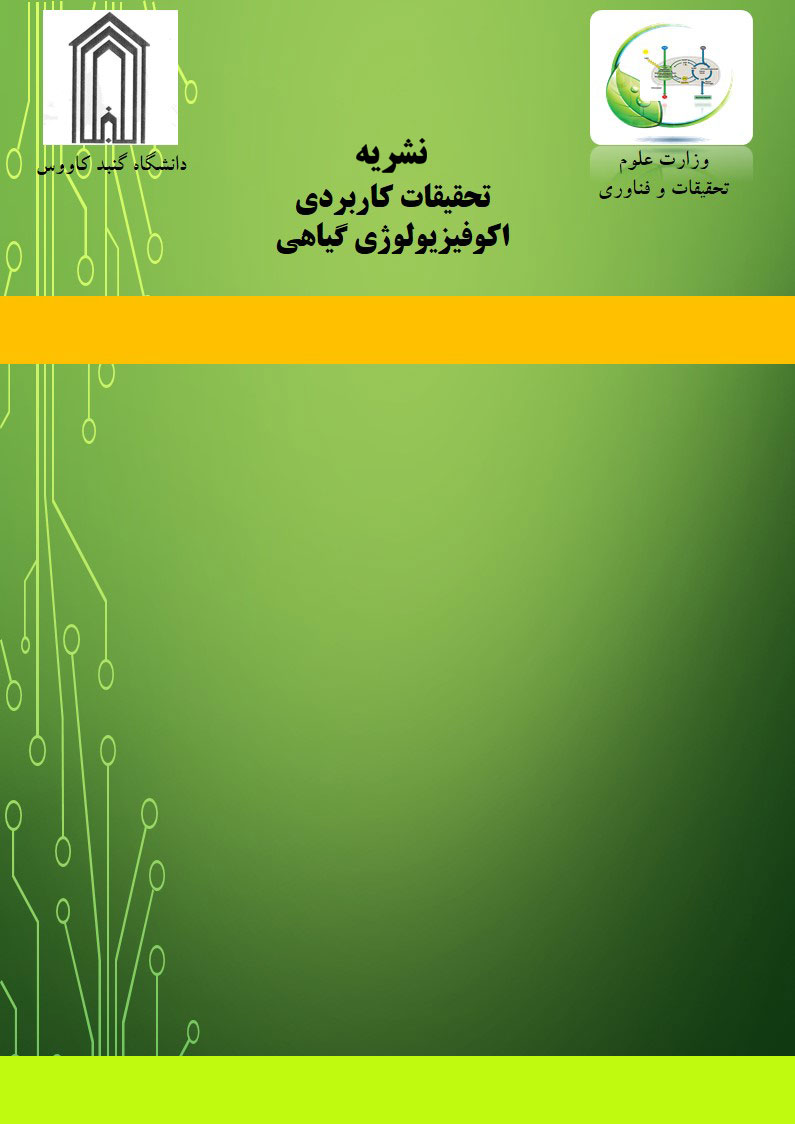 وزارت علوم
تحقیقات و فناوری
نشریه
تحقیقات کاربردی
اکوفیزیولوژی گیاهی
دانشگاه گنبد کاووس